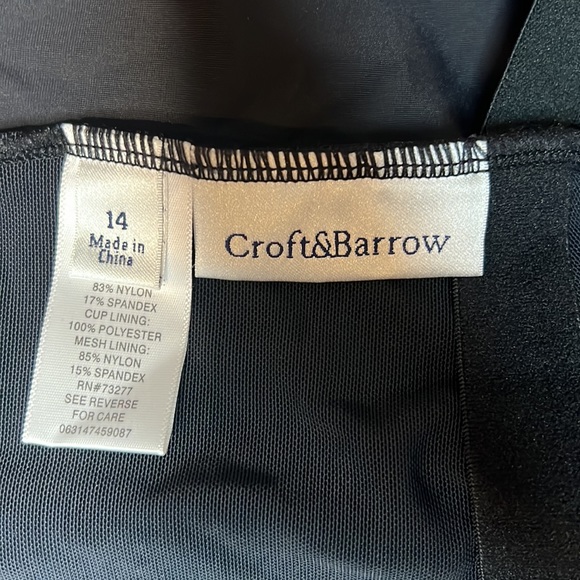 14
Made in
China
83% NYLON
17% SPANDEX
CUP LINING:
100% POLYESTER
MESH LINING:
85% NYLON
15% SPANDEX
RN#73277
SEE REVERSE
FOR CARE
063147459087
Croft&Barrow